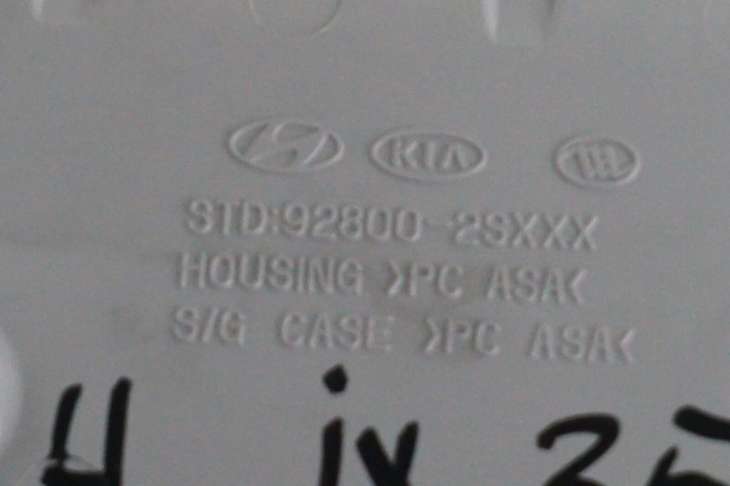 KIA
STD:92800-2SXXX
HOUSING >PC ASA<
S/G CASE >PC ASA<
H ix 35